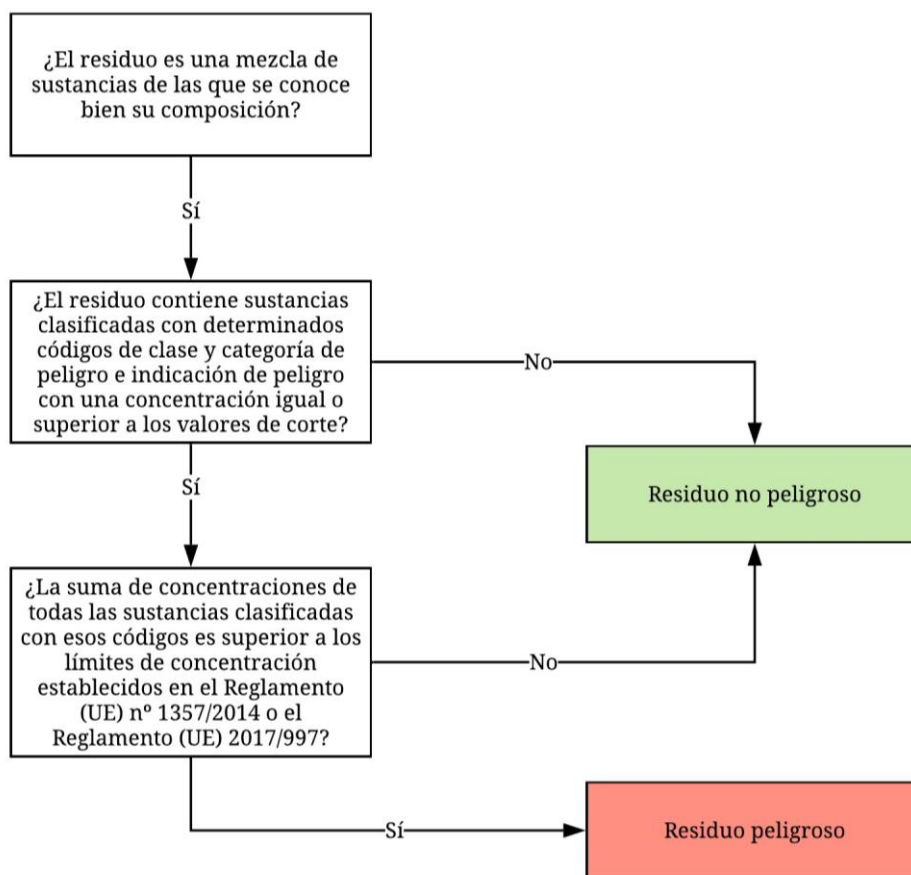 ¿El residuo es una mezcla de
sustancias de las que se conoce
bien su composición?
Sí
¿El residuo contiene sustancias
clasificadas con determinados
códigos de clase y categoría de
peligro e indicación de peligro
con una concentración igual o
superior a los valores de corte?
No
Residuo no peligroso
Sí
¿La suma de concentraciones de
todas las sustancias clasificadas
con esos códigos es superior a los
límites de concentración
establecidos en el Reglamento
(UE) nº 1357/2014 o el
Reglamento (UE) 2017/997?
No
Sí
Residuo peligroso